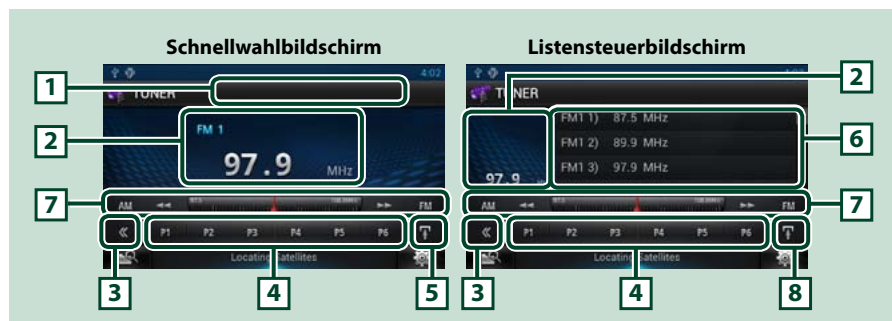 Schnellwahlbildschirm
Listensteuerbildschirm
1
2
7
3
4
5
4:02
TUNER
FM 1
97.9 MHz
AM
FM
P1 P2 P3 P4 P5 P6
Locating Satellites
2
6
7
3
4
8
TUNER
FM1 1) 87.5 MHz
FM1 2) 89.9 MHz
FM1 3) 97.9 MHz
97.9
AM
FM
P1 P2 P3 P4 P5 P6
Locating Satellites